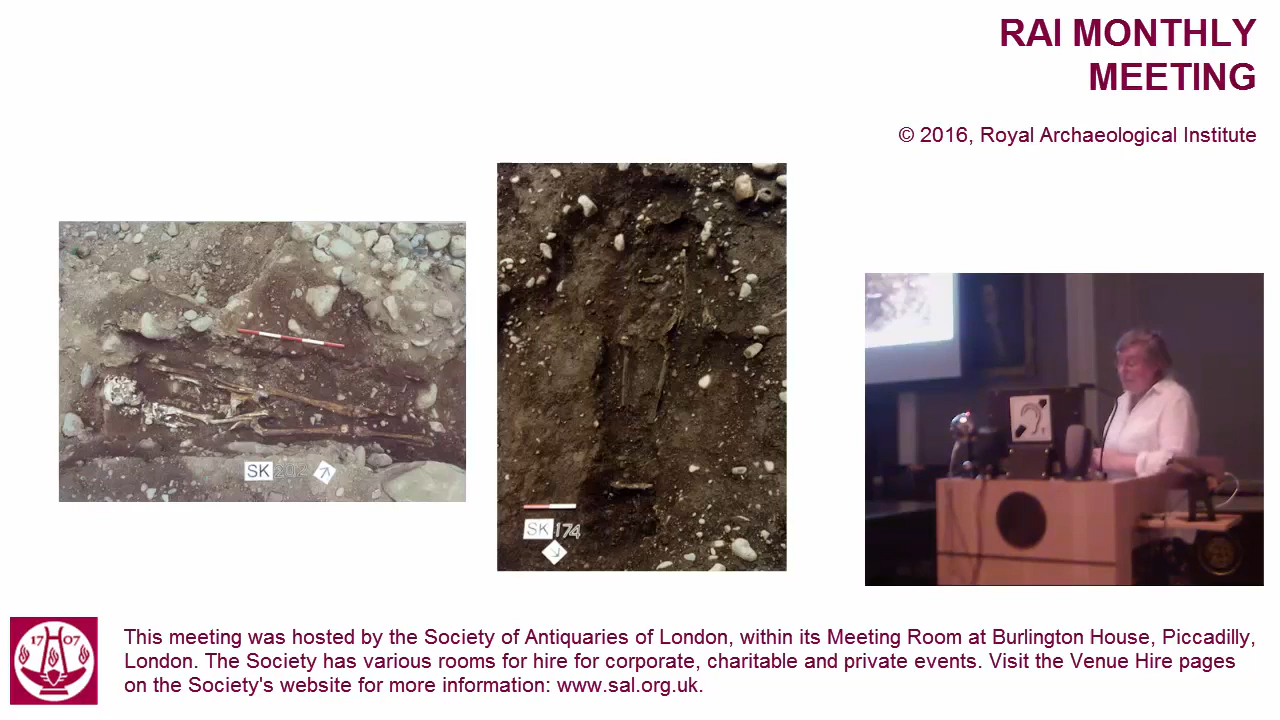 RAI MONTHLY
MEETING
© 2016, Royal Archaeological Institute
SK 202
SK 174
17 07
This meeting was hosted by the Society of Antiquaries of London, within its Meeting Room at Burlington House, Piccadilly,
London. The Society has various rooms for hire for corporate, charitable and private events. Visit the Venue Hire pages
on the Society's website for more information: www.sal.org.uk.